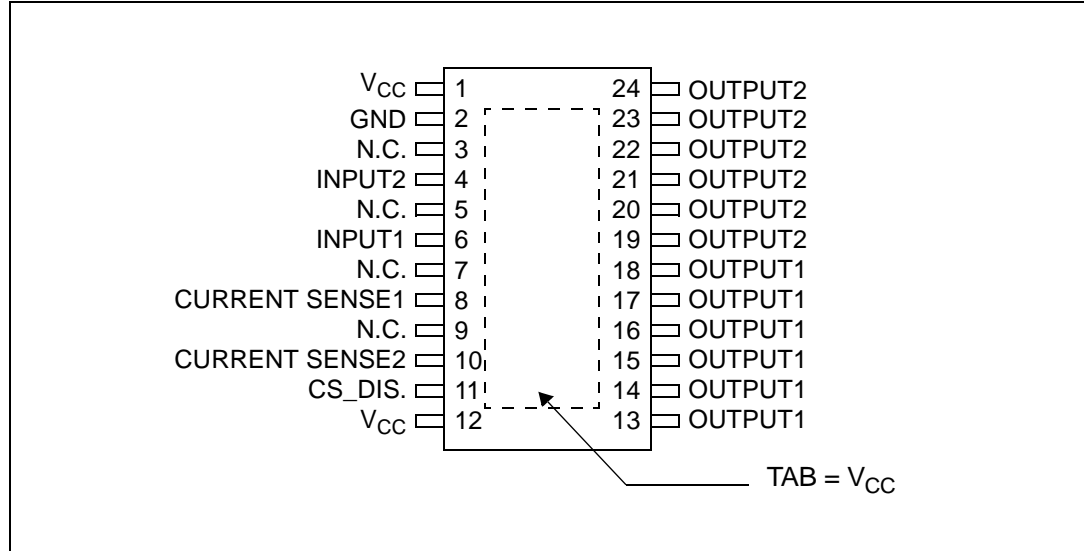 VCC 1 24 OUTPUT2
GND 2 23 OUTPUT2
N.C. 3 22 OUTPUT2
INPUT2 4 21 OUTPUT2
N.C. 5 20 OUTPUT2
INPUT1 6 19 OUTPUT2
N.C. 7 18 OUTPUT1
CURRENT SENSE1 8 17 OUTPUT1
N.C. 9 16 OUTPUT1
CURRENT SENSE2 10 15 OUTPUT1
CS_DIS. 11 14 OUTPUT1
VCC 12 13 OUTPUT1
TAB = VCC